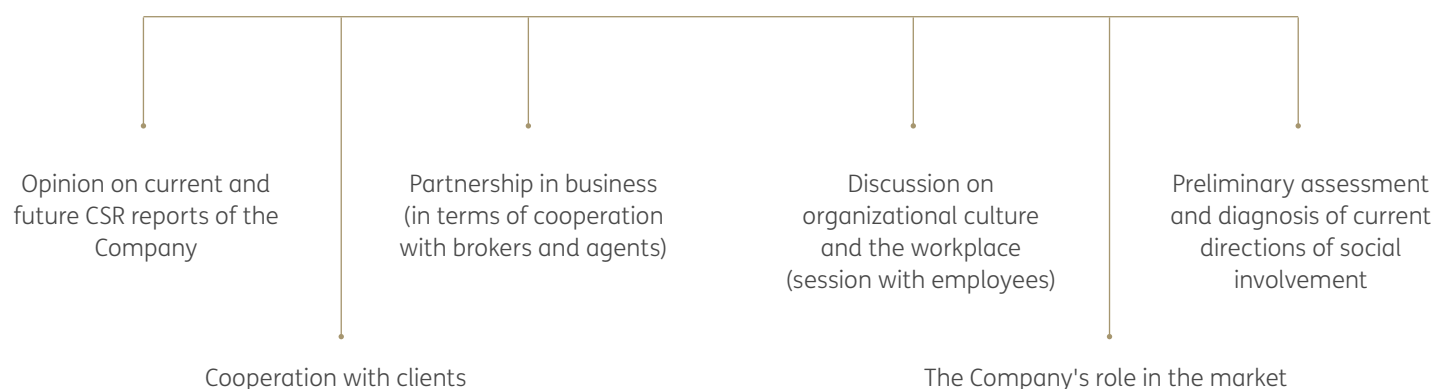 Opinion on current and
future CSR reports of the
Company
Partnership in business
(in terms of cooperation
with brokers and agents)
Discussion on
organizational culture
and the workplace
(session with employees)
Preliminary assessment
and diagnosis of current
directions of social
involvement
Cooperation with clients
The Company's role in the market